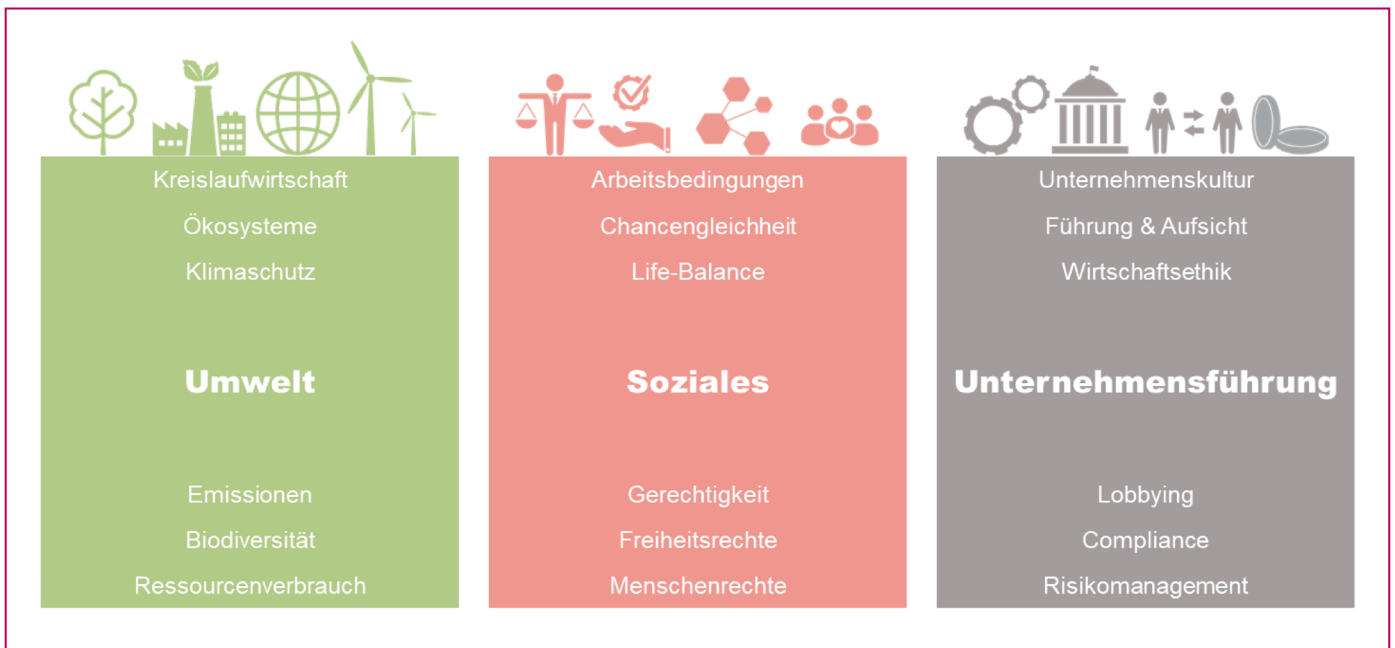 Kreislaufwirtschaft
Ökosysteme
Klimaschutz
Umwelt
Emissionen
Biodiversität
Ressourcenverbrauch
Arbeitsbedingungen
Chancengleichheit
Life-Balance
Soziales
Gerechtigkeit
Freiheitsrechte
Menschenrechte
Unternehmenskultur
Führung & Aufsicht
Wirtschaftsethik
Unternehmensführung
Lobbying
Compliance
Risikomanagement